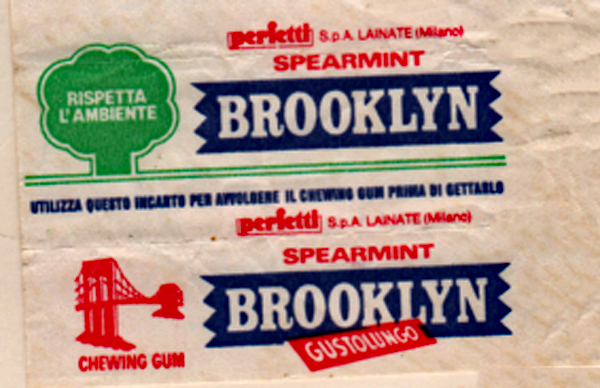 perfetti S.p.A. LAINATE (Milano)
SPEARMINT
RISPETTA
L'AMBIENTE
BROOKLYN
UTILIZZA QUESTO INCARTO PER AVVOLGERE IL CHEWING GUM PRIMA DI GETTARLO
perfetti S.p.A. LAINATE (Milano)
SPEARMINT
BROOKLYN
GUSTOLUNGO
CHEWING GUM